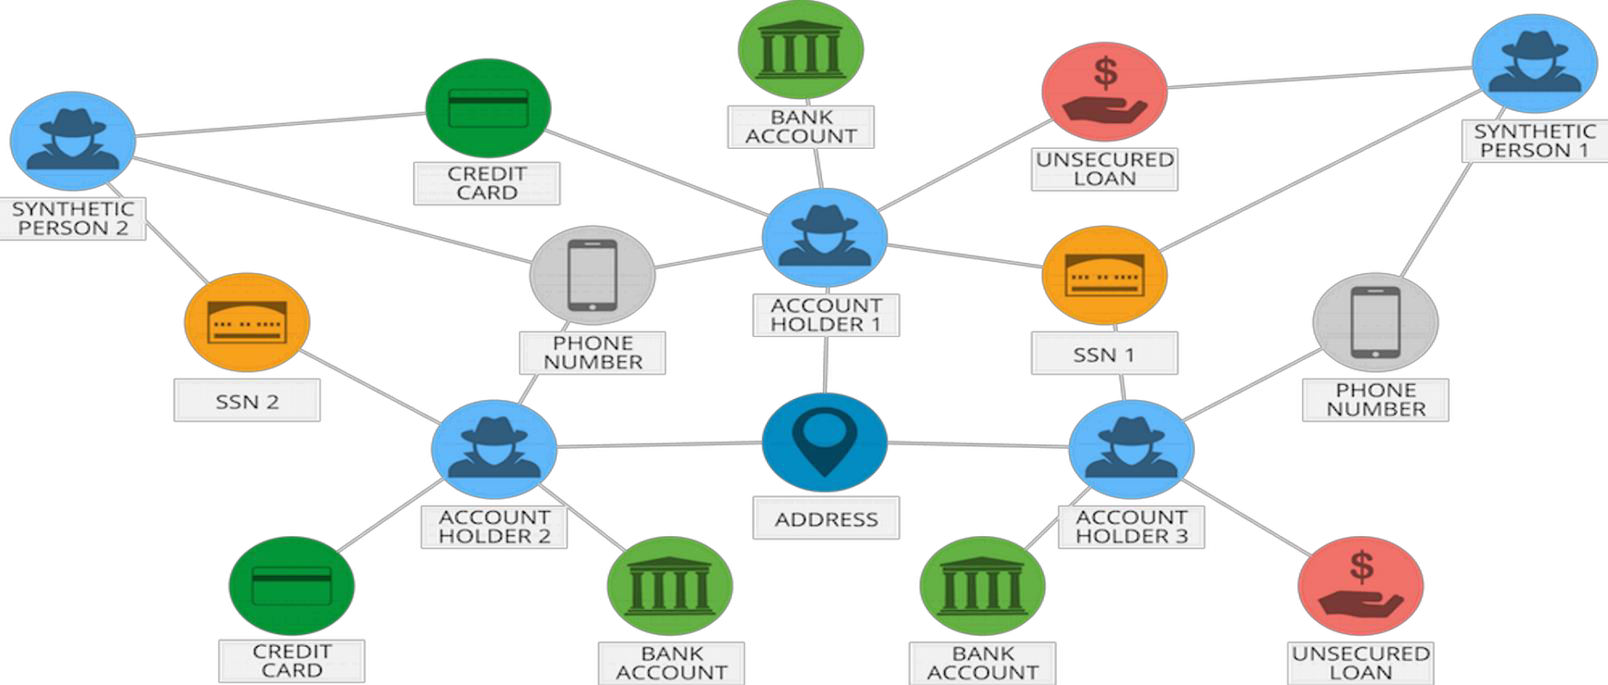 BANK
ACCOUNT
SYNTHETIC
PERSON 1
UNSECURED
LOAN
CREDIT
CARD
SYNTHETIC
PERSON 2
$
ACCOUNT
HOLDER 1
PHONE
NUMBER
SSN 1
SSN 2
PHONE
NUMBER
ACCOUNT
HOLDER 2
ADDRESS
ACCOUNT
HOLDER 3
$
CREDIT
CARD
BANK
ACCOUNT
BANK
ACCOUNT
UNSECURED
LOAN